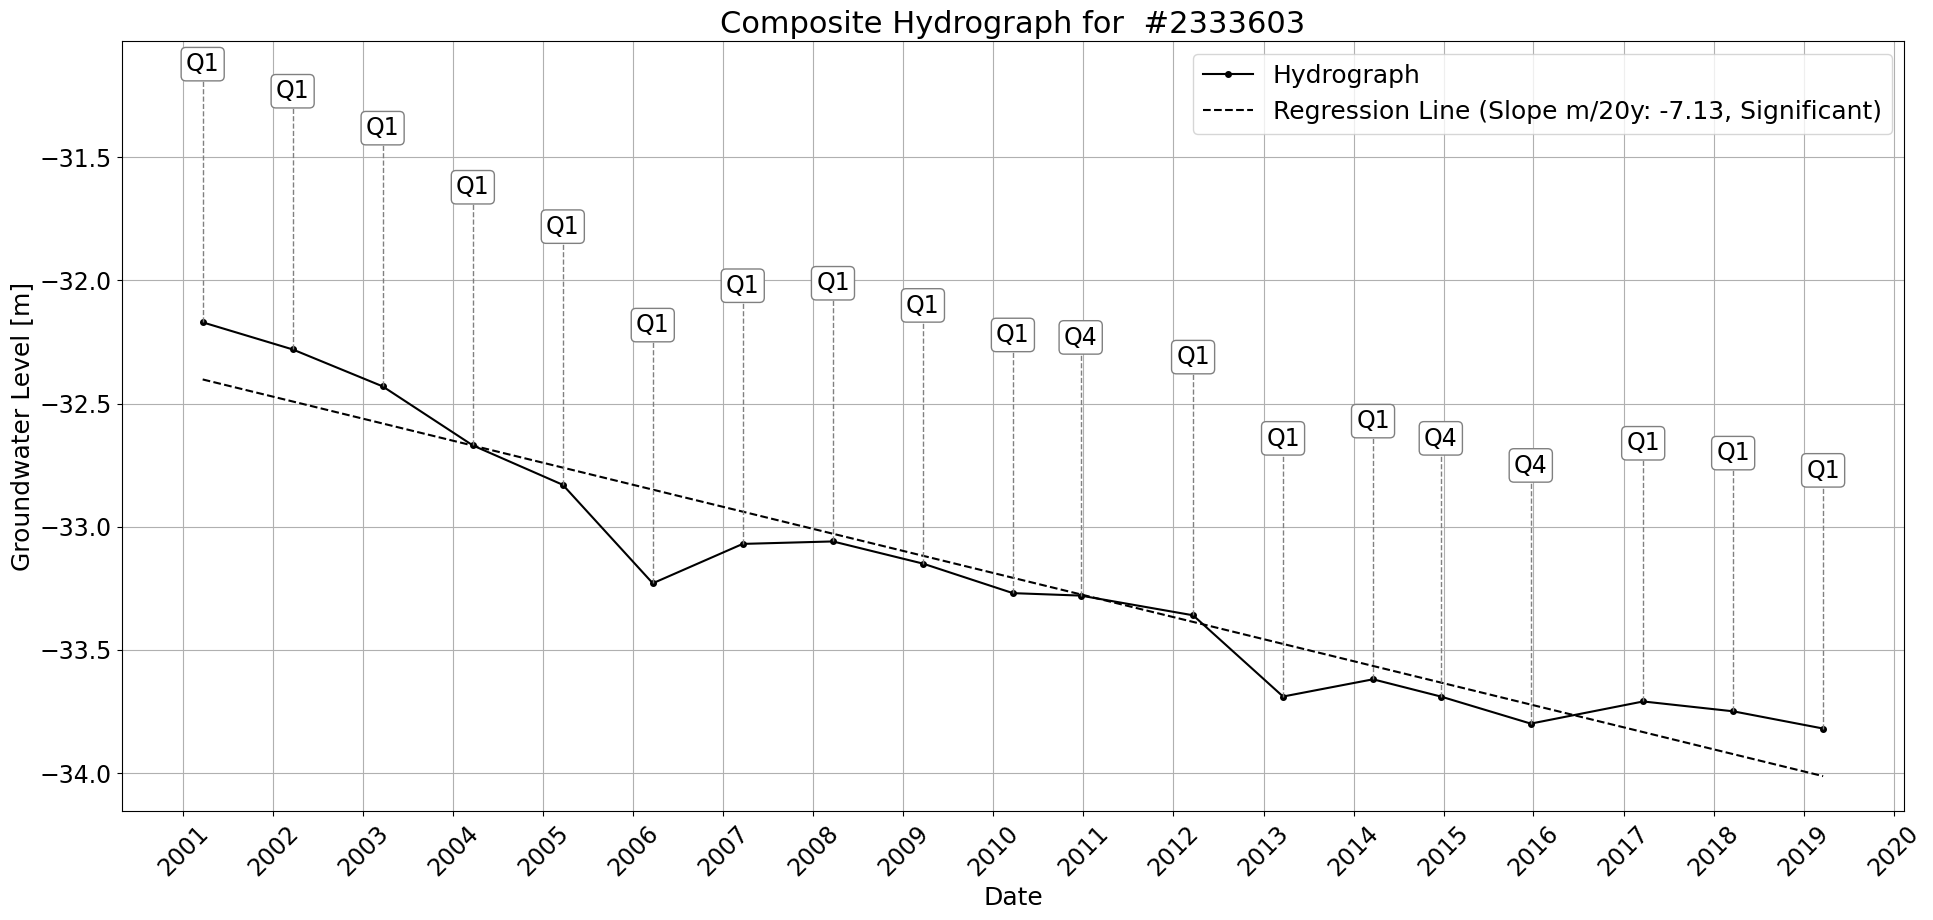 Composite Hydrograph for  #2333603
Hydrograph
Regression Line (Slope m/20y: -7.13, Significant)
Q1
Q1
Q1
Q1
Q1
Q1
Q1
Q1
Q1
Q1
Q4
Q1
Q1
Q1
Q4
Q4
Q1
Q1
Q1
Groundwater Level [m]
−31.5
−32.0
−32.5
−33.0
−33.5
−34.0
2001
2002
2003
2004
2005
2006
2007
2008
2009
2010
2011
2012
2013
2014
2015
2016
2017
2018
2019
2020
Date